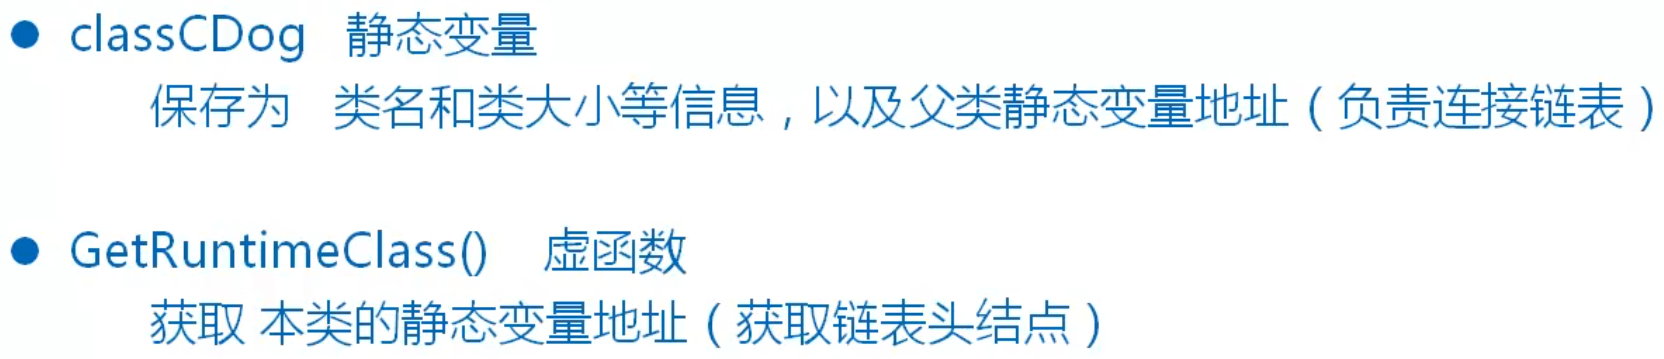 ● classCDog 静态变量
保存为 类名和类大小等信息，以及父类静态变量地址（负责连接链表）
● GetRuntimeClass() 虚函数
获取 本类的静态变量地址（获取链表头结点）